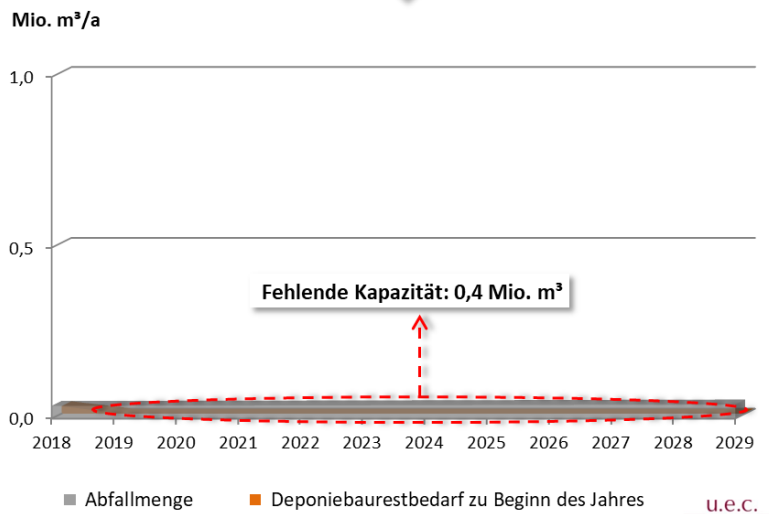 Mio. m³/a
1,0
0,5
Fehlende Kapazität: 0,4 Mio. m³
0,0
2018 2019 2020 2021 2022 2023 2024 2025 2026 2027 2028 2029
Abfallmenge Deponiebaurestbedarf zu Beginn des Jahres
u.e.c.